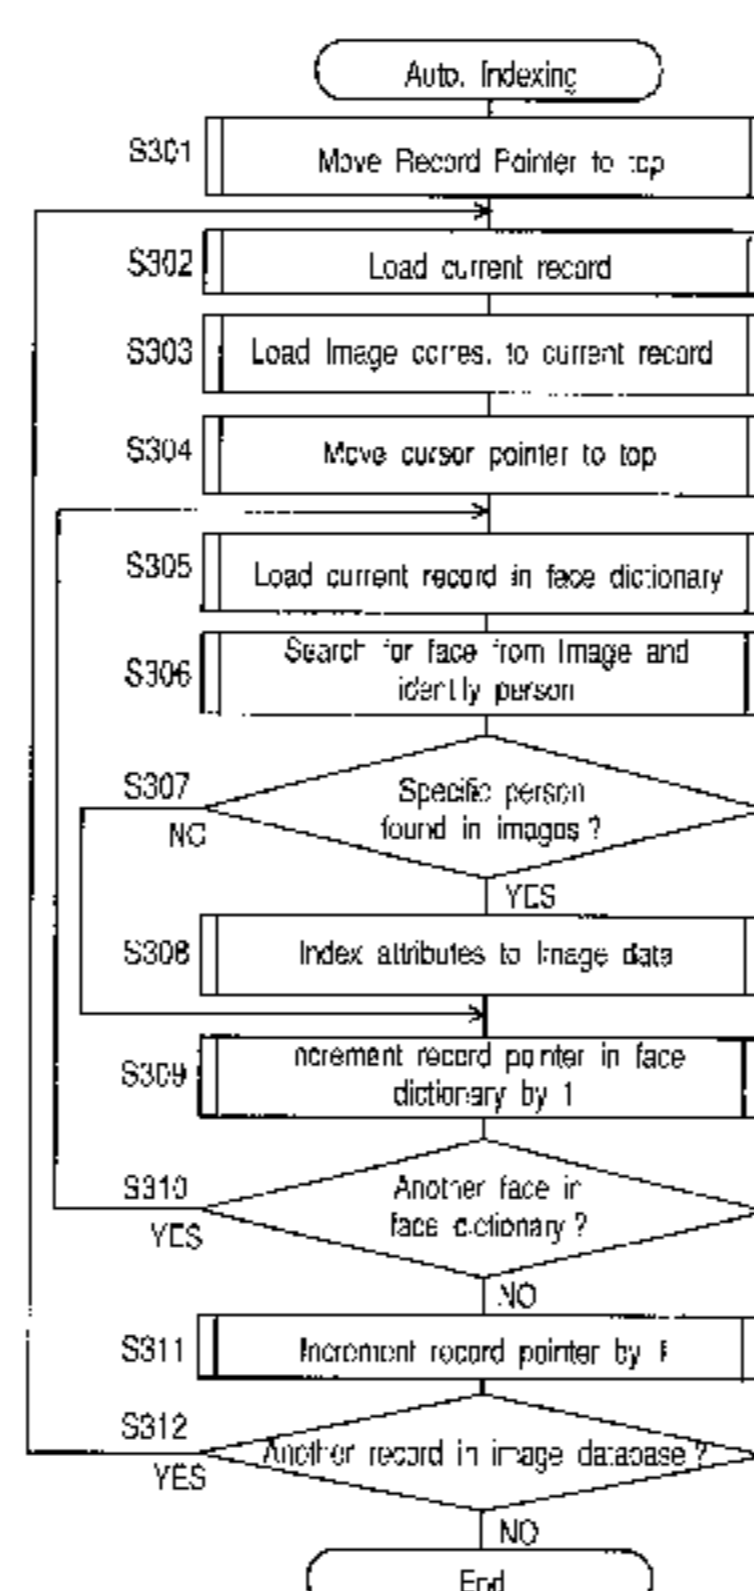 Auto. Indexing
S301
Move Record Pointer to top
S302
Load current record
S303
Load Image corres. to current record
S304
Move cursor pointer to top
S305
Load current record in face dictionary
S306
Search for face from Image and
identify person
S307
Specific person
found in images?
NO
YES
S308
Index attributes to Image data
S309
Increment record pointer in face
dictionary by 1
S310
Another face in
face dictionary?
YES
NO
S311
Increment record pointer by 1
S312
Another record in image database?
YES
NO
End